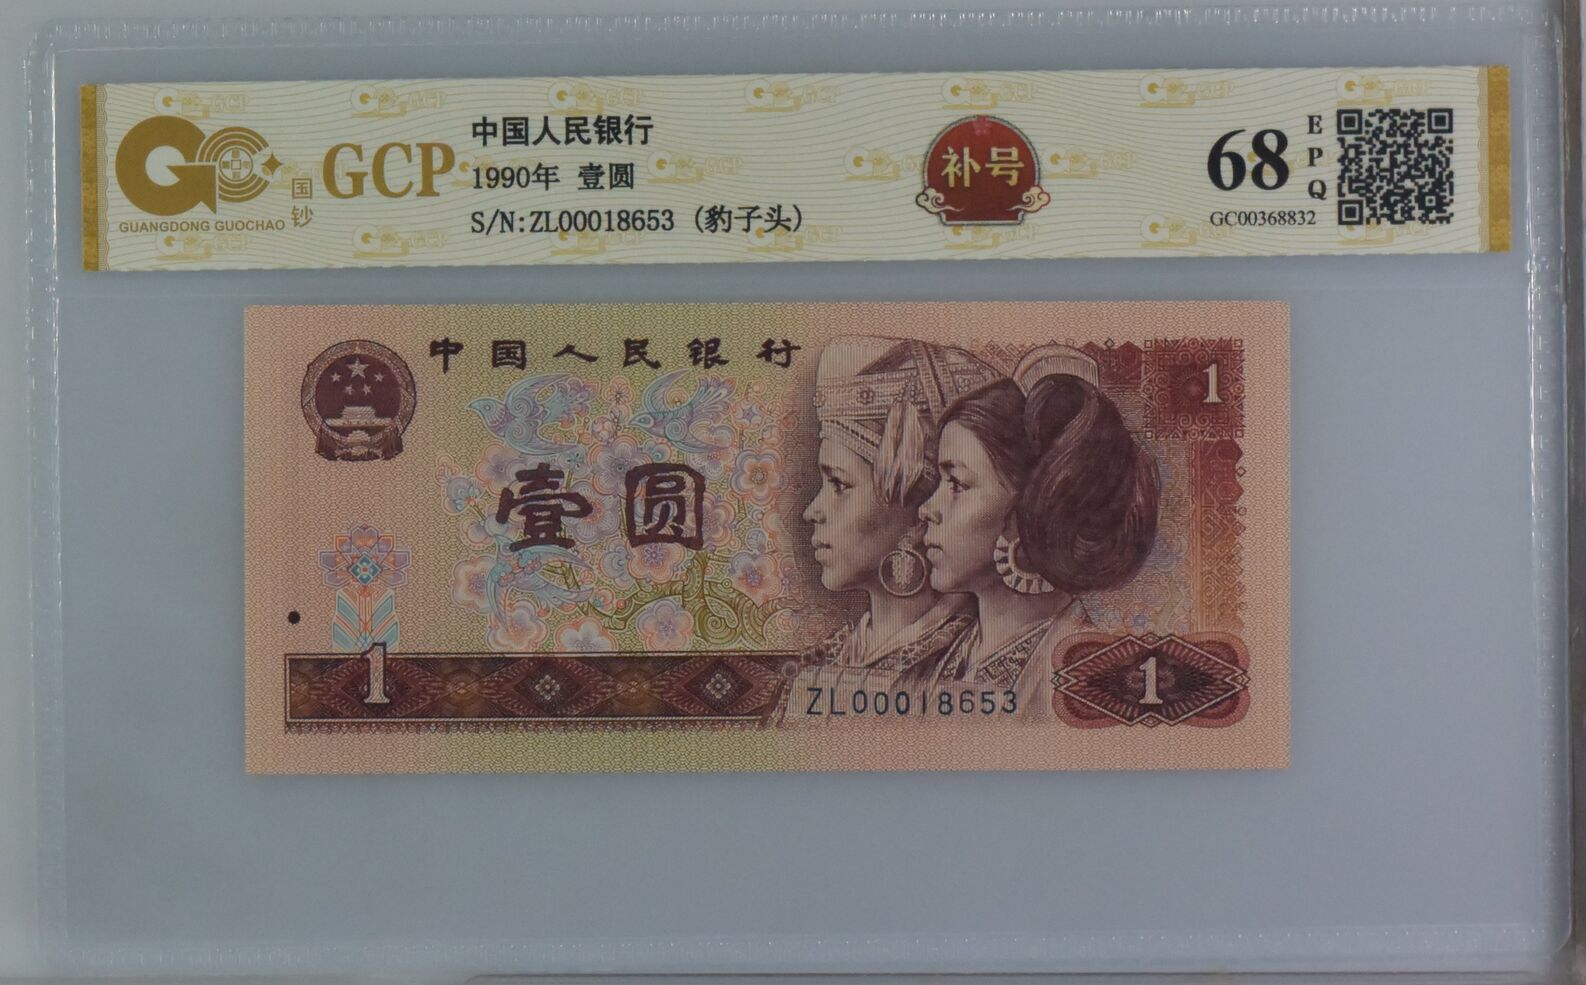 GUANGDONG GUOCHAO
国钞
GCP
中国人民银行
1990年 壹圆
S/N:ZL00018653 (豹子头)
补号
68
EPQ
GC00368832
中国人民银行
1
壹圆
1
ZL00018653
1